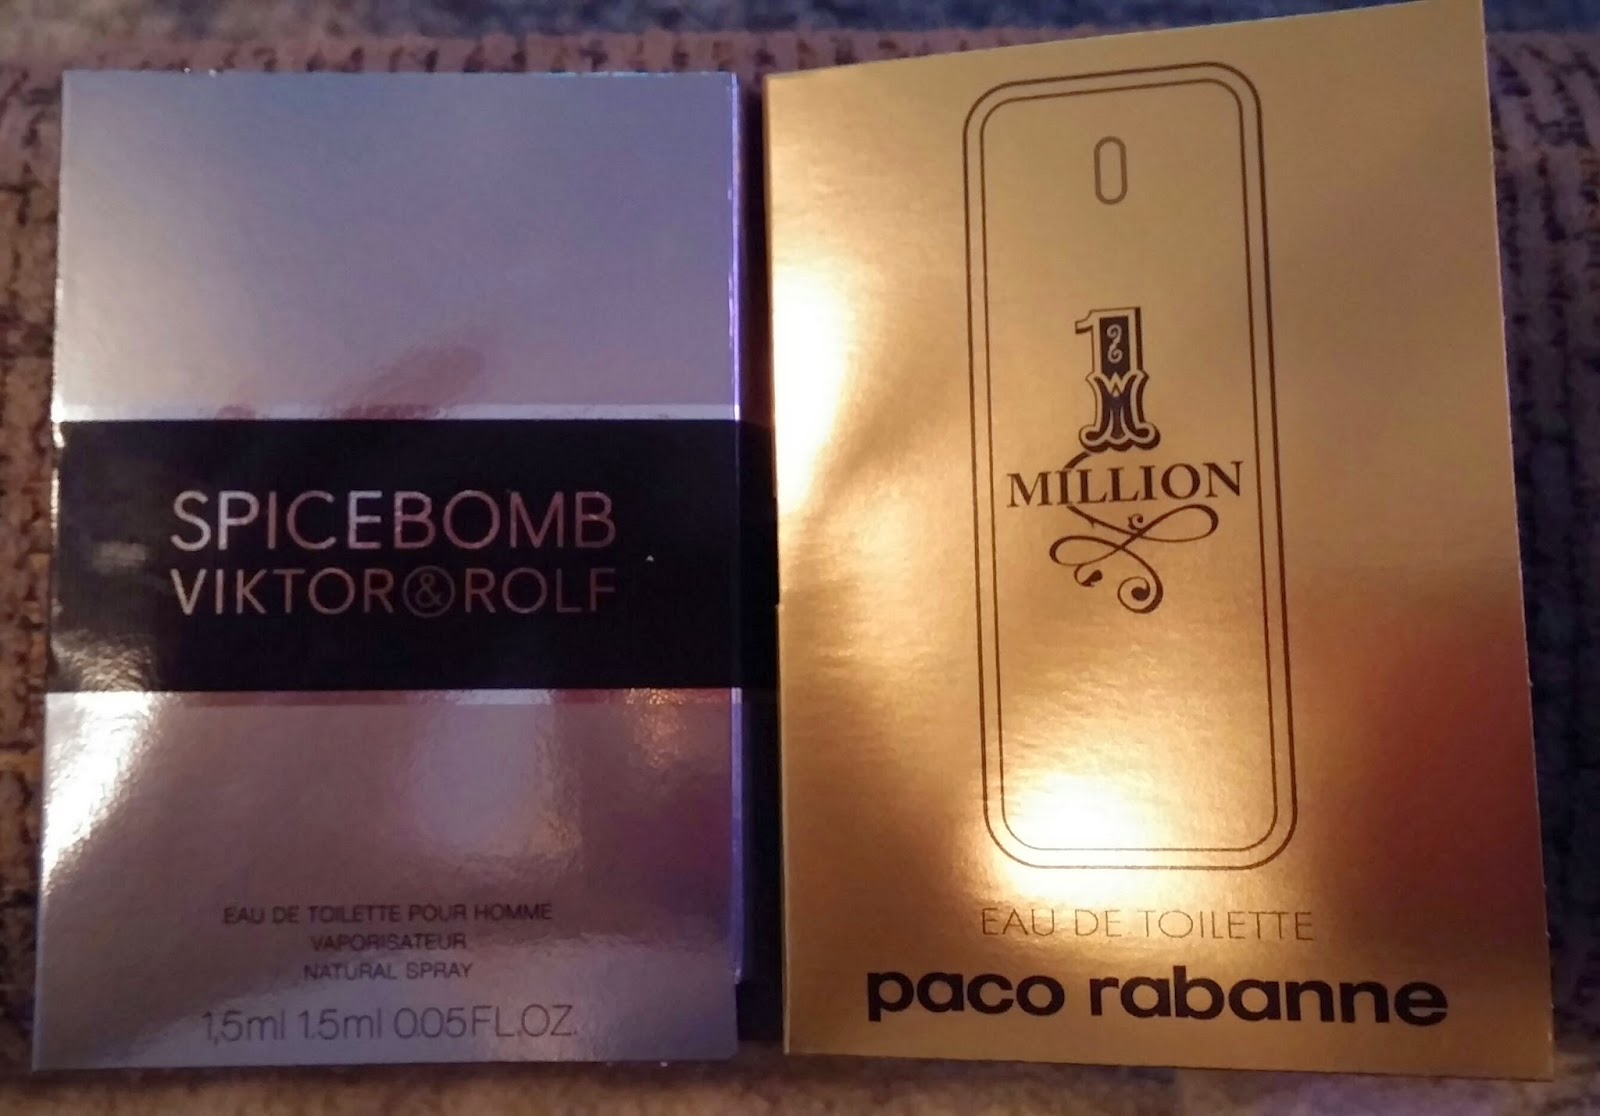 SPICEBOMB
VIKTOR&ROLF
EAU DE TOILETTE POUR HOMME
VAPORISATEUR
NATURAL SPRAY
1,5ml 1.5ml 0.05FL.OZ.
1
MILLION
EAU DE TOILETTE
paco rabanne